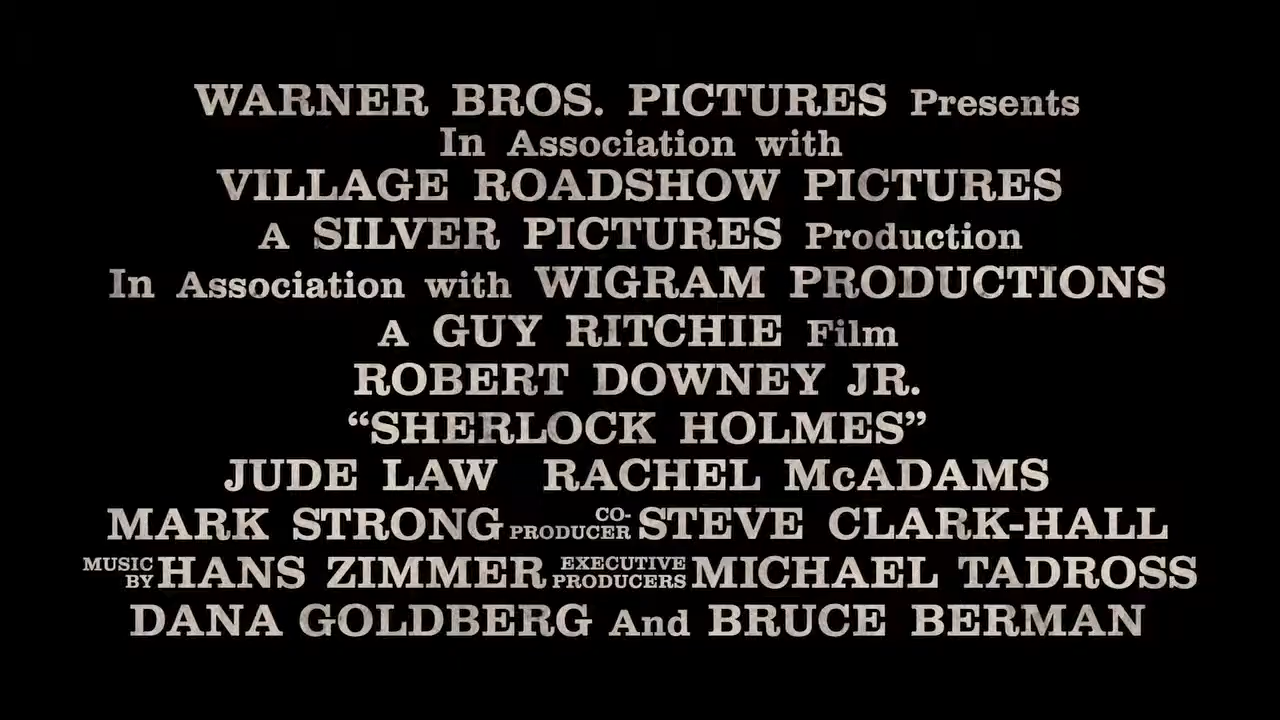 WARNER BROS. PICTURES Presents
In Association with
VILLAGE ROADSHOW PICTURES
A SILVER PICTURES Production
In Association with WIGRAM PRODUCTIONS
A GUY RITCHIE Film
ROBERT DOWNEY JR.
“SHERLOCK HOLMES”
JUDE LAW RACHEL McADAMS
MARK STRONG CO-PRODUCER STEVE CLARK-HALL
MUSIC BY HANS ZIMMER EXECUTIVE PRODUCERS MICHAEL TADROSS
DANA GOLDBERG And BRUCE BERMAN